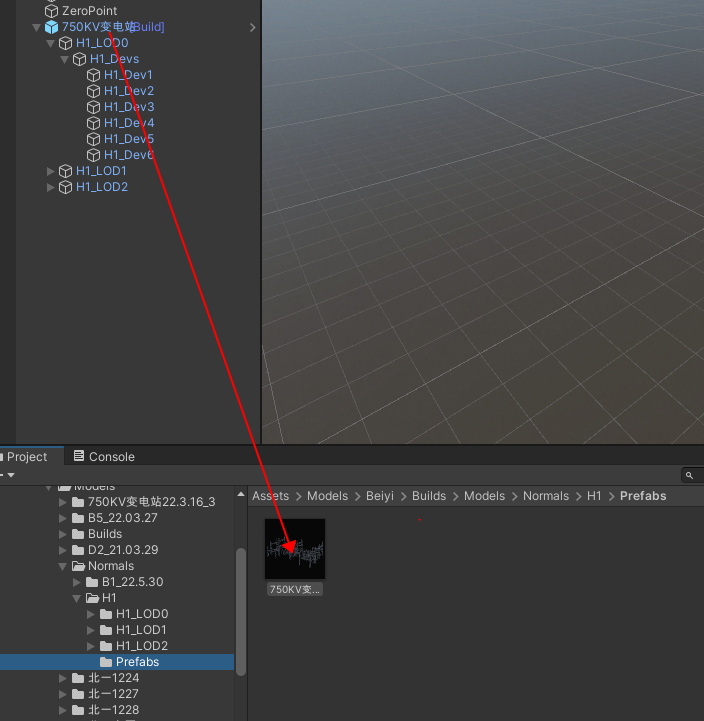 ZeroPoint
750KV变电站[Build]
H1_LOD0
H1_Devs
H1_Dev1
H1_Dev2
H1_Dev3
H1_Dev4
H1_Dev5
H1_Dev6
H1_LOD1
H1_LOD2
Project
Console
Models
750KV变电站22.3.16_3
B5_22.03.27
Builds
D2_21.03.29
Normals
B1_22.5.30
H1
H1_LOD0
H1_LOD1
H1_LOD2
Prefabs
北一1224
北一1227
北一1228
Assets > Models > Beiyi > Builds > Models > Normals > H1 > Prefabs
750KV变...